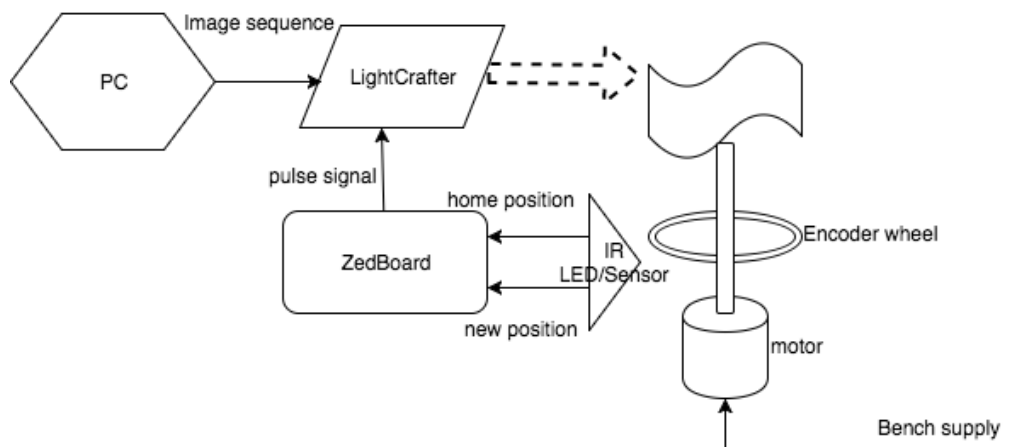 Image sequence
PC
LightCrafter
pulse signal
home position
ZedBoard
IR
LED/Sensor
new position
Encoder wheel
motor
Bench supply